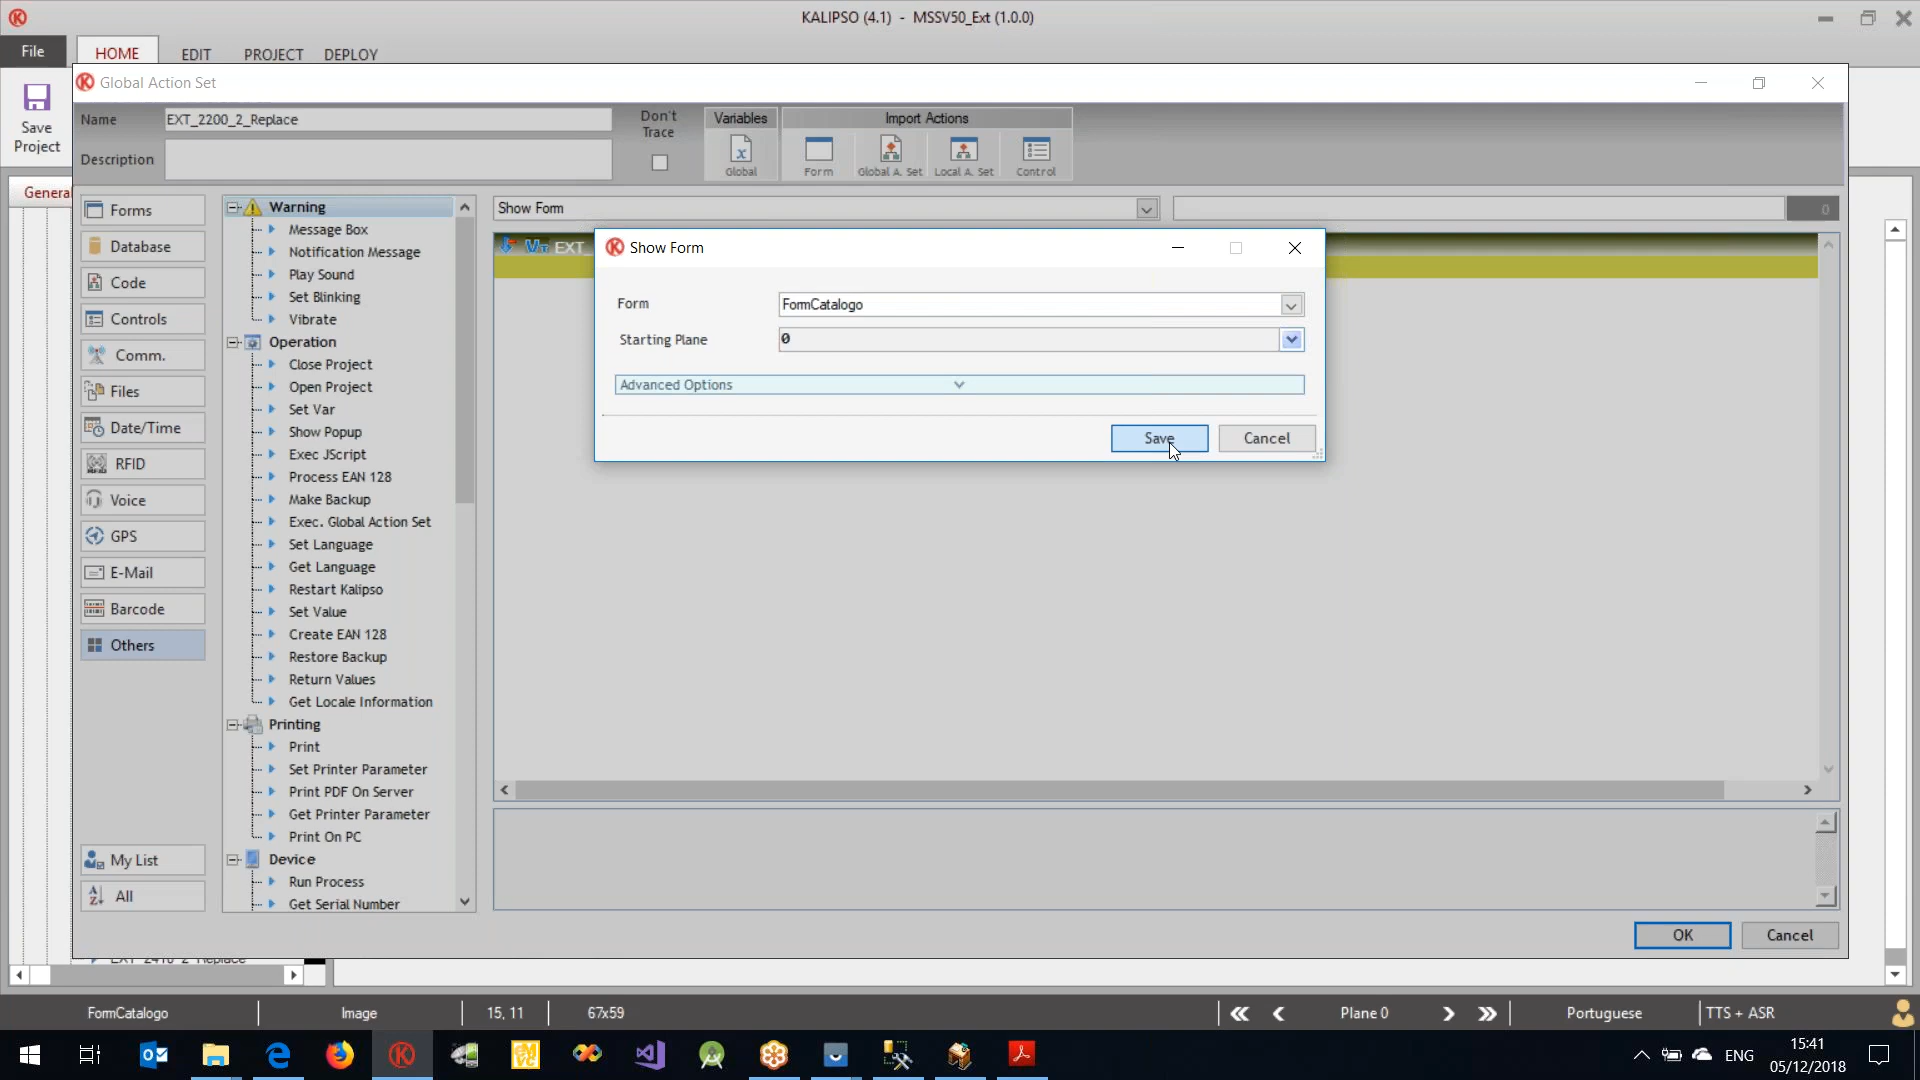 KALIPSO (4.1) - MSSV50_Ext (1.0.0)
File
HOME
EDIT
PROJECT
DEPLOY
Save
Project
Global Action Set
Name
EXT_2200_2_Replace
Description
Don't
Trace
Variables
Global
Import Actions
Form
Global A. Set
Local A. Set
Control
General
Forms
Database
Code
Controls
Comm.
Files
Date/Time
RFID
Voice
GPS
E-Mail
Barcode
Others
My List
All
Warning
Message Box
Notification Message
Play Sound
Set Blinking
Vibrate
Operation
Close Project
Open Project
Set Var
Show Popup
Exec JScript
Process EAN 128
Make Backup
Exec. Global Action Set
Set Language
Get Language
Restart Kalipso
Set Value
Create EAN 128
Restore Backup
Return Values
Get Locale Information
Printing
Print
Set Printer Parameter
Print PDF On Server
Get Printer Parameter
Print On PC
Device
Run Process
Get Serial Number
Show Form
0
EXT_
Show Form
Form
FormCatalogo
Starting Plane
0
Advanced Options
Save
Cancel
OK
Cancel
EXT_2410_2_Replace
FormCatalogo
Image
15, 11
67x59
Plane 0
Portuguese
TTS + ASR
ENG
15:41
05/12/2018